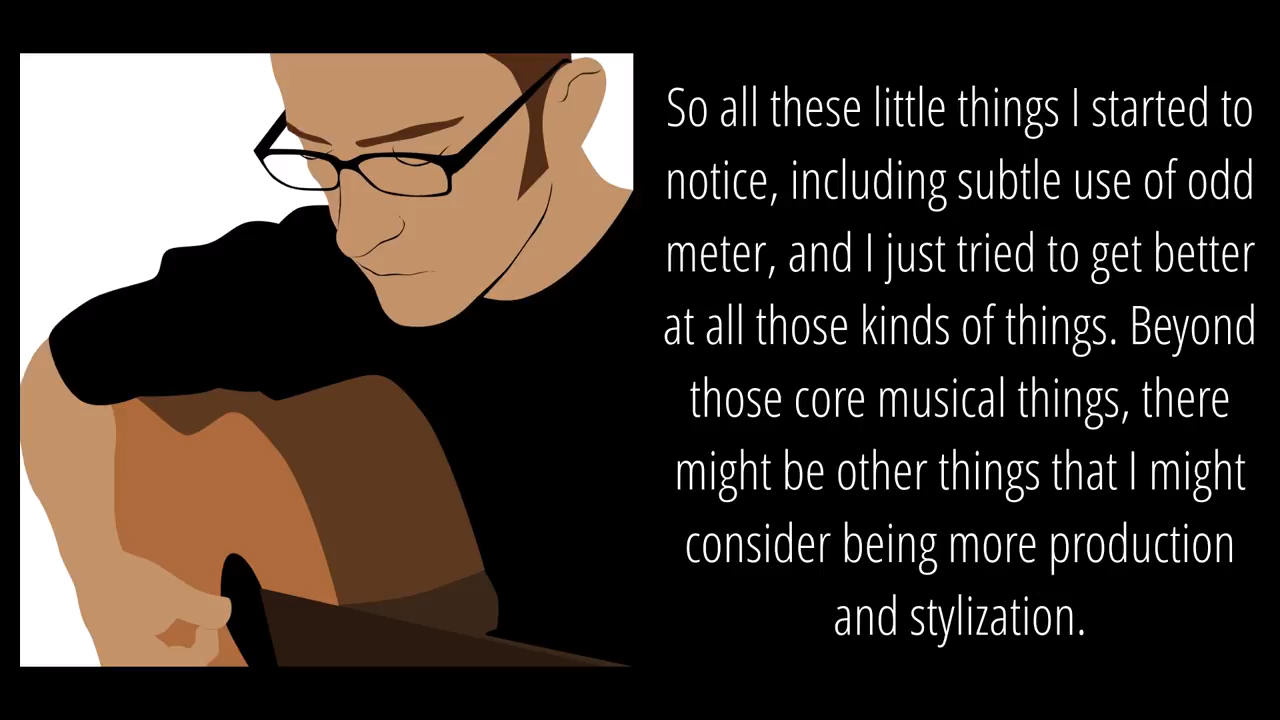 So all these little things I started to
notice, including subtle use of odd
meter, and I just tried to get better
at all those kinds of things. Beyond
those core musical things, there
might be other things that I might
consider being more production
and stylization.